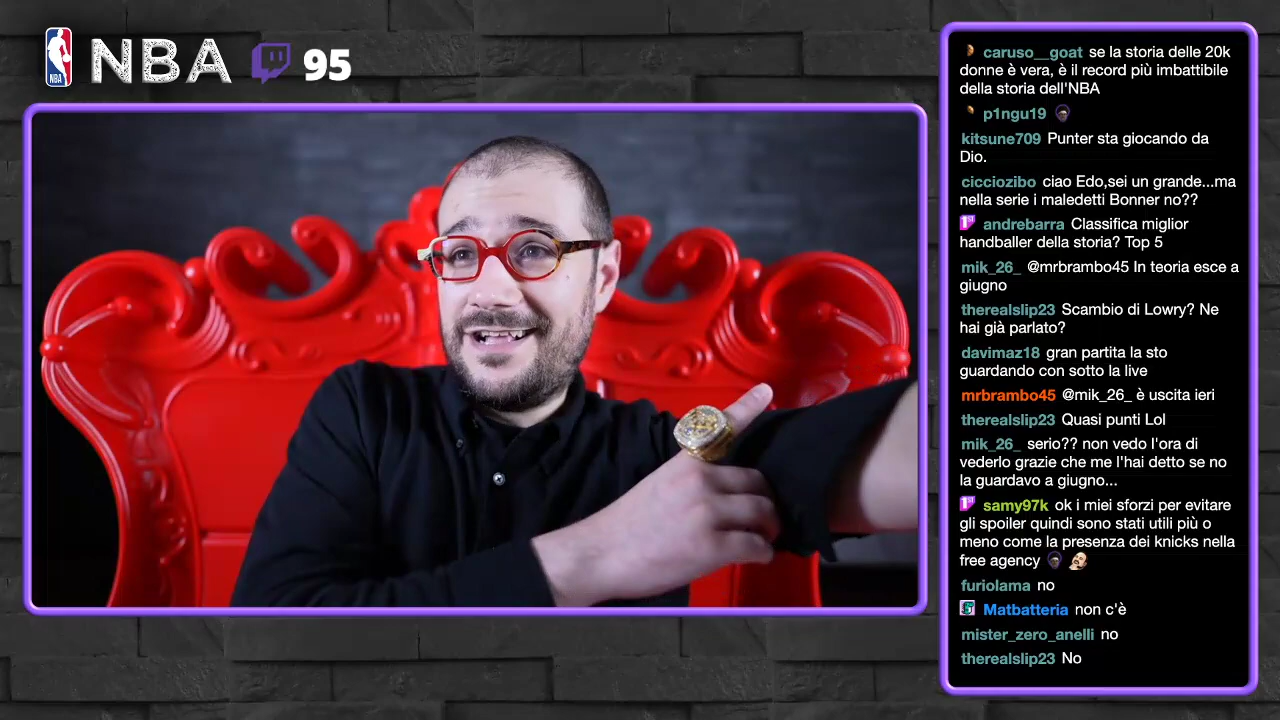 NBA
NBA 95
caruso__goat se la storia delle 20k
donne è vera, è il record più imbattibile
della storia dell'NBA
p1ngu19
kitsune709 Punter sta giocando da
Dio.
cicciozibo ciao Edo,sei un grande...ma
nella serie i maledetti Bonner no??
1ST andrebarra Classifica miglior
handballer della storia? Top 5
mik_26_ @mrbrambo45 In teoria esce a
giugno
therealslip23 Scambio di Lowry? Ne
hai già parlato?
davimaz18 gran partita la sto
guardando con sotto la live
mrbrambo45 @mik_26_ è uscita ieri
therealslip23 Quasi punti Lol
mik_26_ serio?? non vedo l'ora di
vederlo grazie che me l'hai detto se no
la guardavo a giugno...
1ST samy97k ok i miei sforzi per evitare
gli spoiler quindi sono stati utili più o
meno come la presenza dei knicks nella
free agency
furiolama no
Matbatteria non c'è
mister_zero_anelli no
therealslip23 No